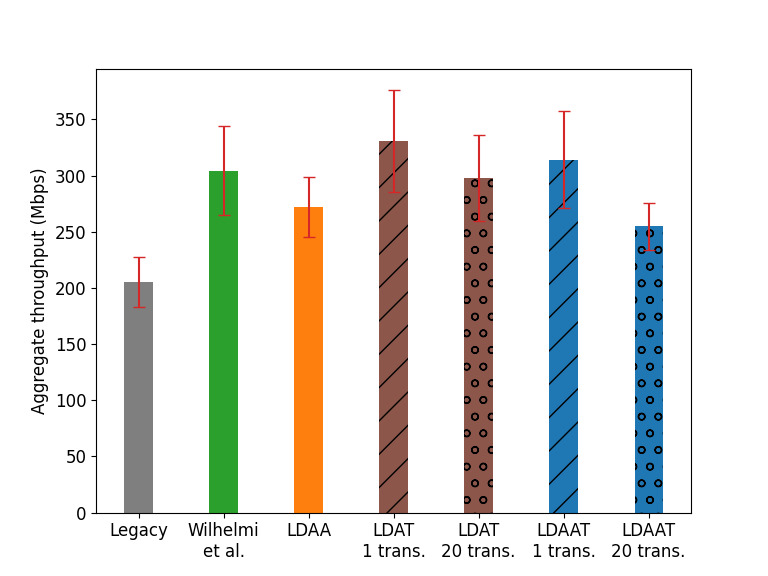 Aggregate throughput (Mbps)
350
300
250
200
150
100
50
0
Legacy
Wilhelmi
et al.
LDAA
LDAT
1 trans.
LDAT
20 trans.
LDAAT
1 trans.
LDAAT
20 trans.